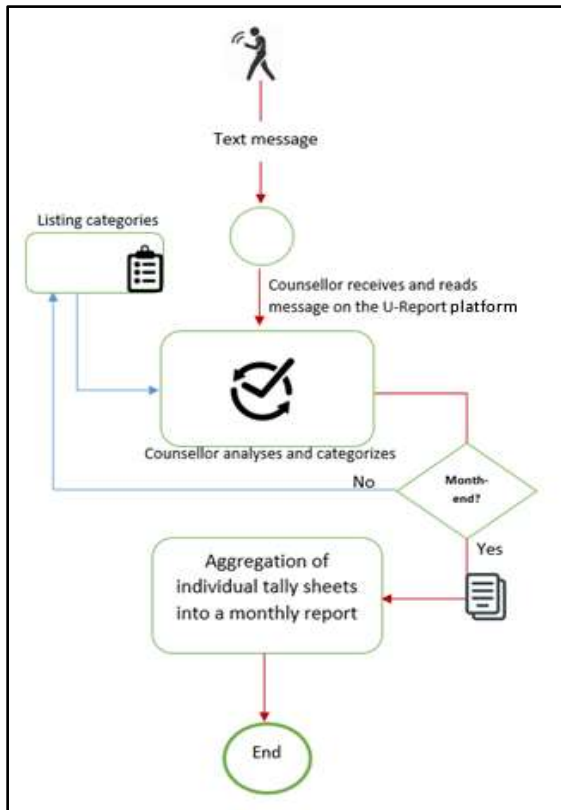 Text message
Listing categories
Counsellor receives and reads
message on the U-Report platform
Counsellor analyses and categorizes
No
Month-
end?
Yes
Aggregation of
individual tally sheets
into a monthly report
End